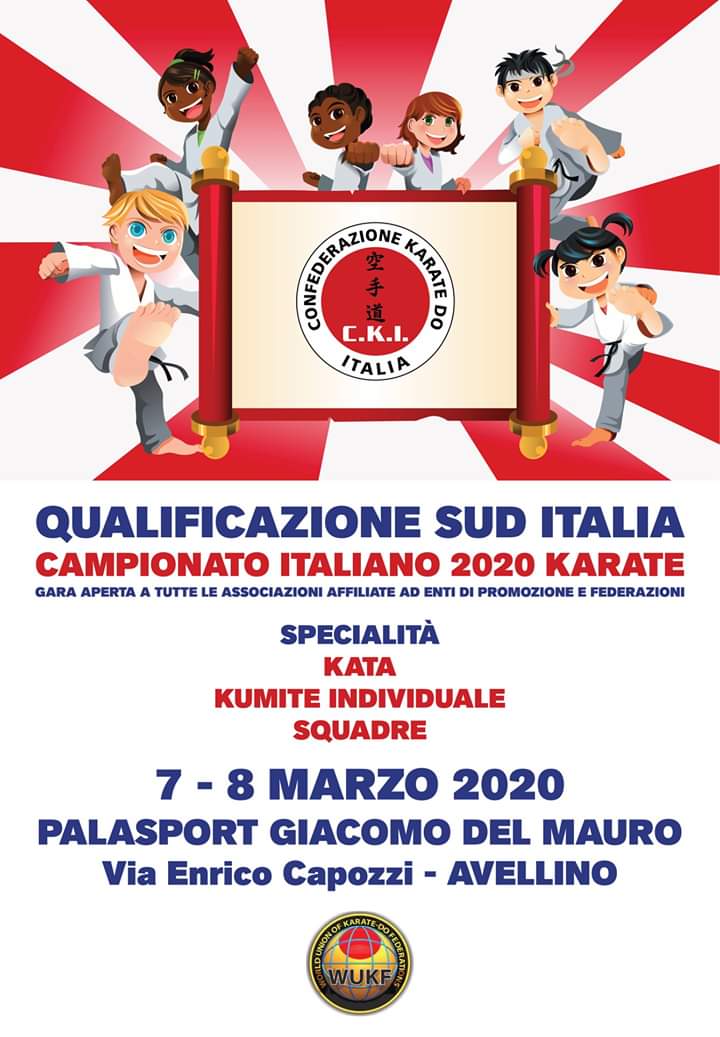 CONFEDERAZIONE KARATE DO
空
手
道
C.K.I.
ITALIA
QUALIFICAZIONE SUD ITALIA
CAMPIONATO ITALIANO 2020 KARATE
GARA APERTA A TUTTE LE ASSOCIAZIONI AFFILIATE AD ENTI DI PROMOZIONE E FEDERAZIONI
SPECIALITÀ
KATA
KUMITE INDIVIDUALE
SQUADRE
7 - 8 MARZO 2020
PALASPORT GIACOMO DEL MAURO
Via Enrico Capozzi - AVELLINO
WORLD UNION OF KARATE-DO FEDERATIONS
WUKF